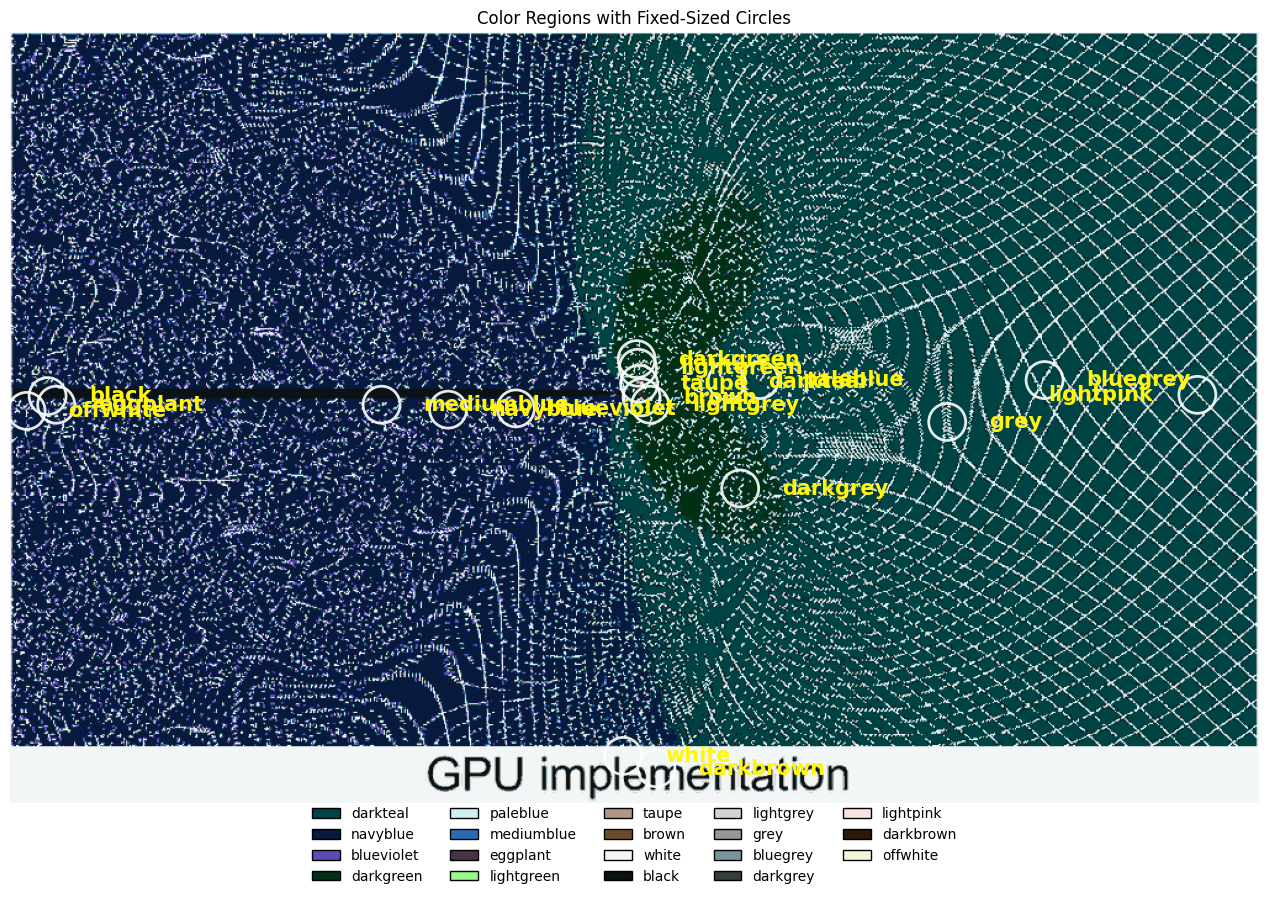 Color Regions with Fixed-Sized Circles
darkgreen
lightgreen
taupe
darkteal
paleblue
brown
lightgrey
bluegrey
lightpink
black
eggplant
offwhite
mediumblue
navyblue
blueviolet
grey
darkgrey
white
darkbrown
GPU implementation
darkteal paleblue taupe lightgrey lightpink
navyblue mediumblue brown grey darkbrown
blueviolet eggplant white bluegrey offwhite
darkgreen lightgreen black darkgrey